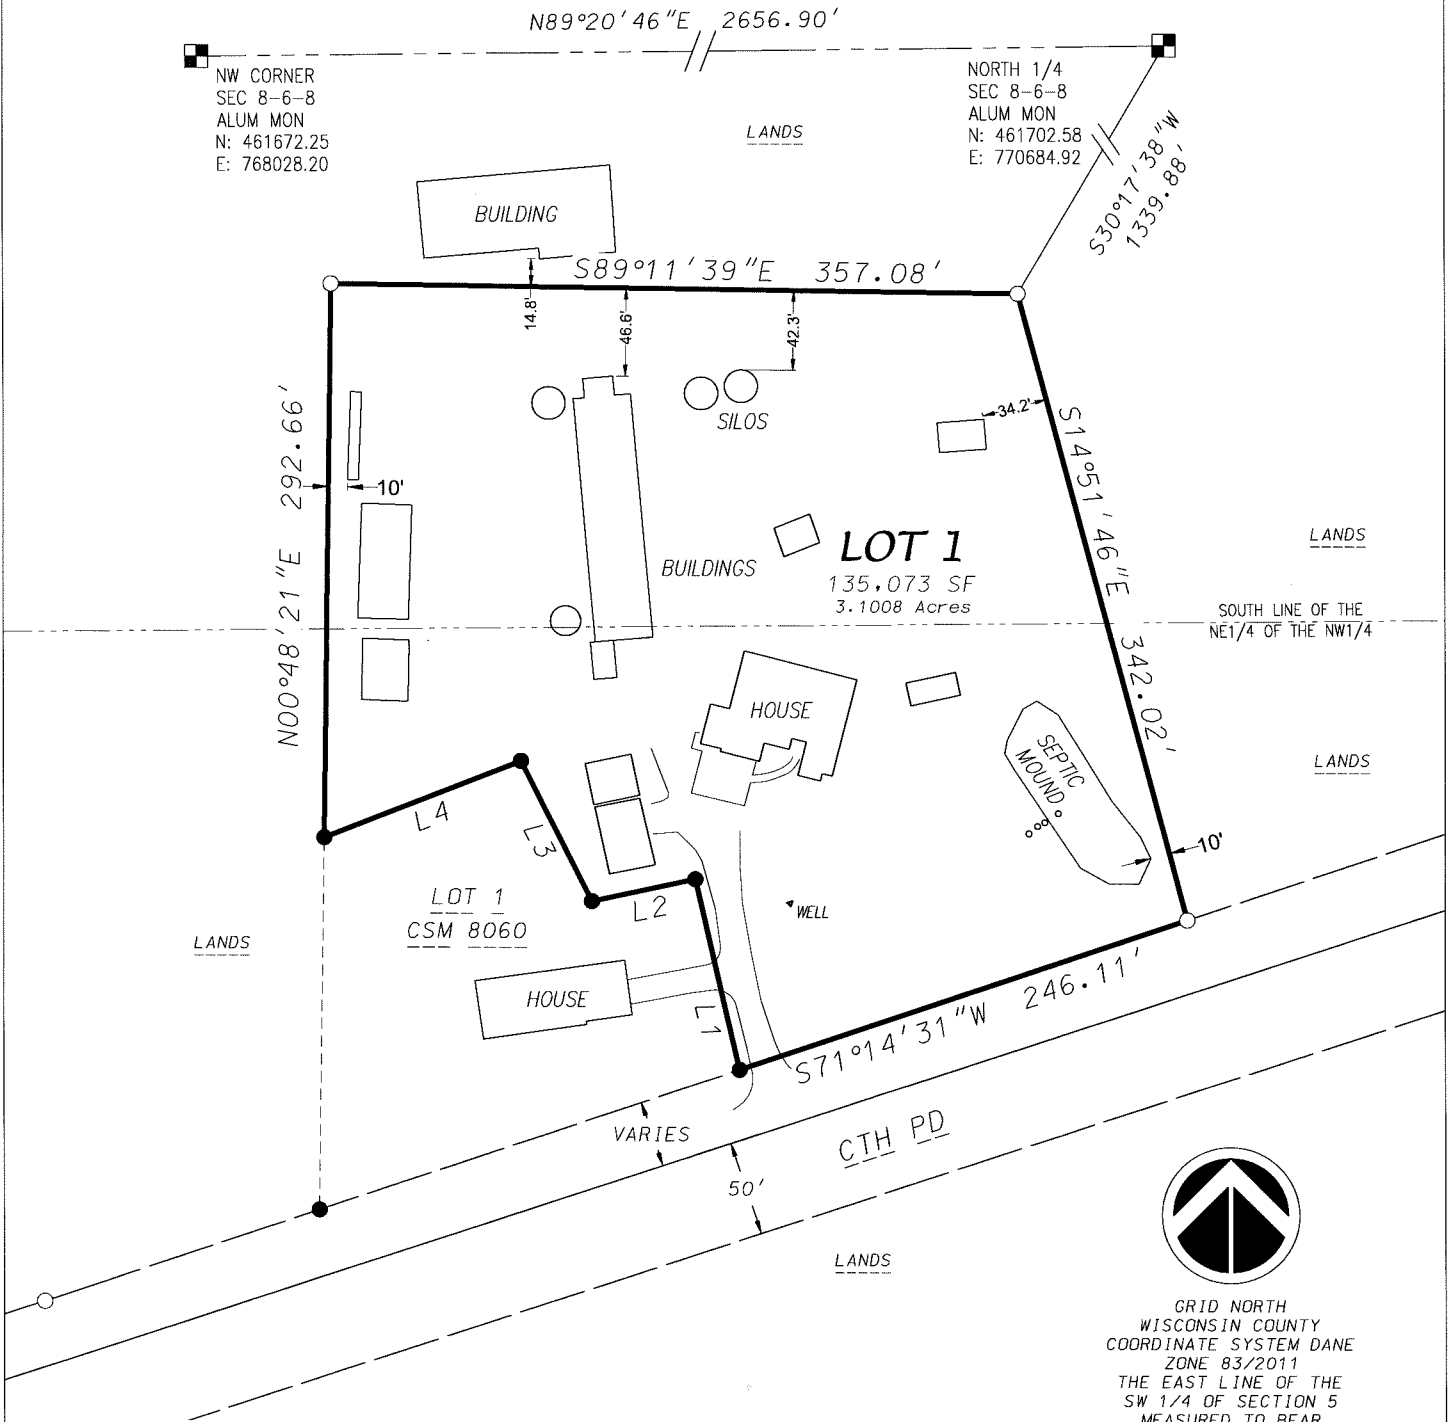 N89°20'46"E 2656.90'
NW CORNER
SEC 8-6-8
ALUM MON
N: 461672.25
E: 768028.20
NORTH 1/4
SEC 8-6-8
ALUM MON
N: 461702.58
E: 770684.92
LANDS
S30°17'38"W
1339.88'
BUILDING
S89°11'39"E 357.08'
14.8'
46.6'
42.3'
SILOS
34.2'
N00°48'21"E 292.66'
10'
S14°51'46"E 342.02'
LOT 1
135,073 SF
3.1008 Acres
BUILDINGS
LANDS
SOUTH LINE OF THE
NE1/4 OF THE NW1/4
HOUSE
SEPTIC
MOUND
LANDS
L4
L3
10'
LOT 1
CSM 8060
L2
WELL
LANDS
HOUSE
L1
S71°14'31"W 246.11'
VARIES
CTH PD
50'
LANDS
GRID NORTH
WISCONSIN COUNTY
COORDINATE SYSTEM DANE
ZONE 83/2011
THE EAST LINE OF THE
SW 1/4 OF SECTION 5
MEASURED TO BEAR